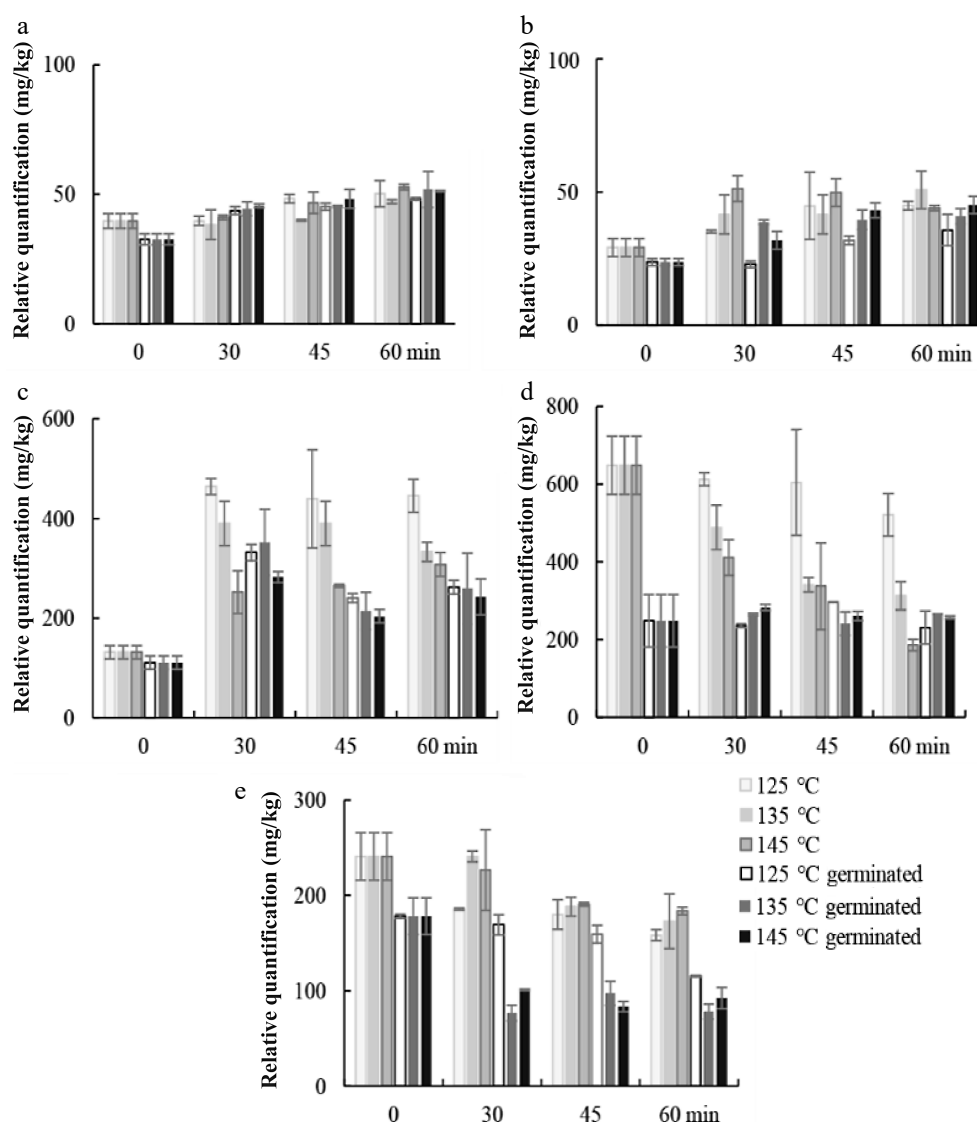 a
Relative quantification (mg/kg)
100
50
0
0 30 45 60 min
b
Relative quantification (mg/kg)
100
50
0
0 30 45 60 min
c
Relative quantification (mg/kg)
600
400
200
0
0 30 45 60 min
d
Relative quantification (mg/kg)
800
600
400
200
0
0 30 45 60 min
e
Relative quantification (mg/kg)
300
200
100
0
0 30 45 60 min
125 °C
135 °C
145 °C
125 °C germinated
135 °C germinated
145 °C germinated